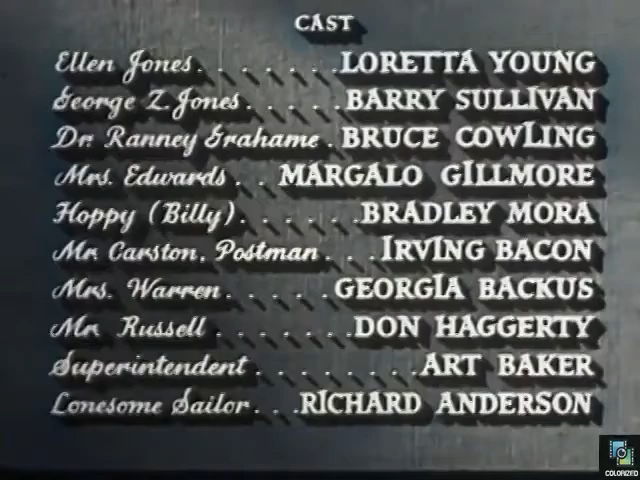 CAST
Ellen Jones . . . . . . . LORETTA YOUNG
George Z. Jones . . . . . BARRY SULLIVAN
Dr. Ranney Grahame . BRUCE COWLING
Mrs. Edwards . . MARGALO GILLMORE
Hoppy (Billy) . . . . . . BRADLEY MORA
Mr. Carston, Postman . . . IRVING BACON
Mrs. Warren . . . . . GEORGIA BACKUS
Mr. Russell . . . . . . . DON HAGGERTY
Superintendent . . . . . . . . ART BAKER
Lonesome Sailor . . . RICHARD ANDERSON
COLORIZED